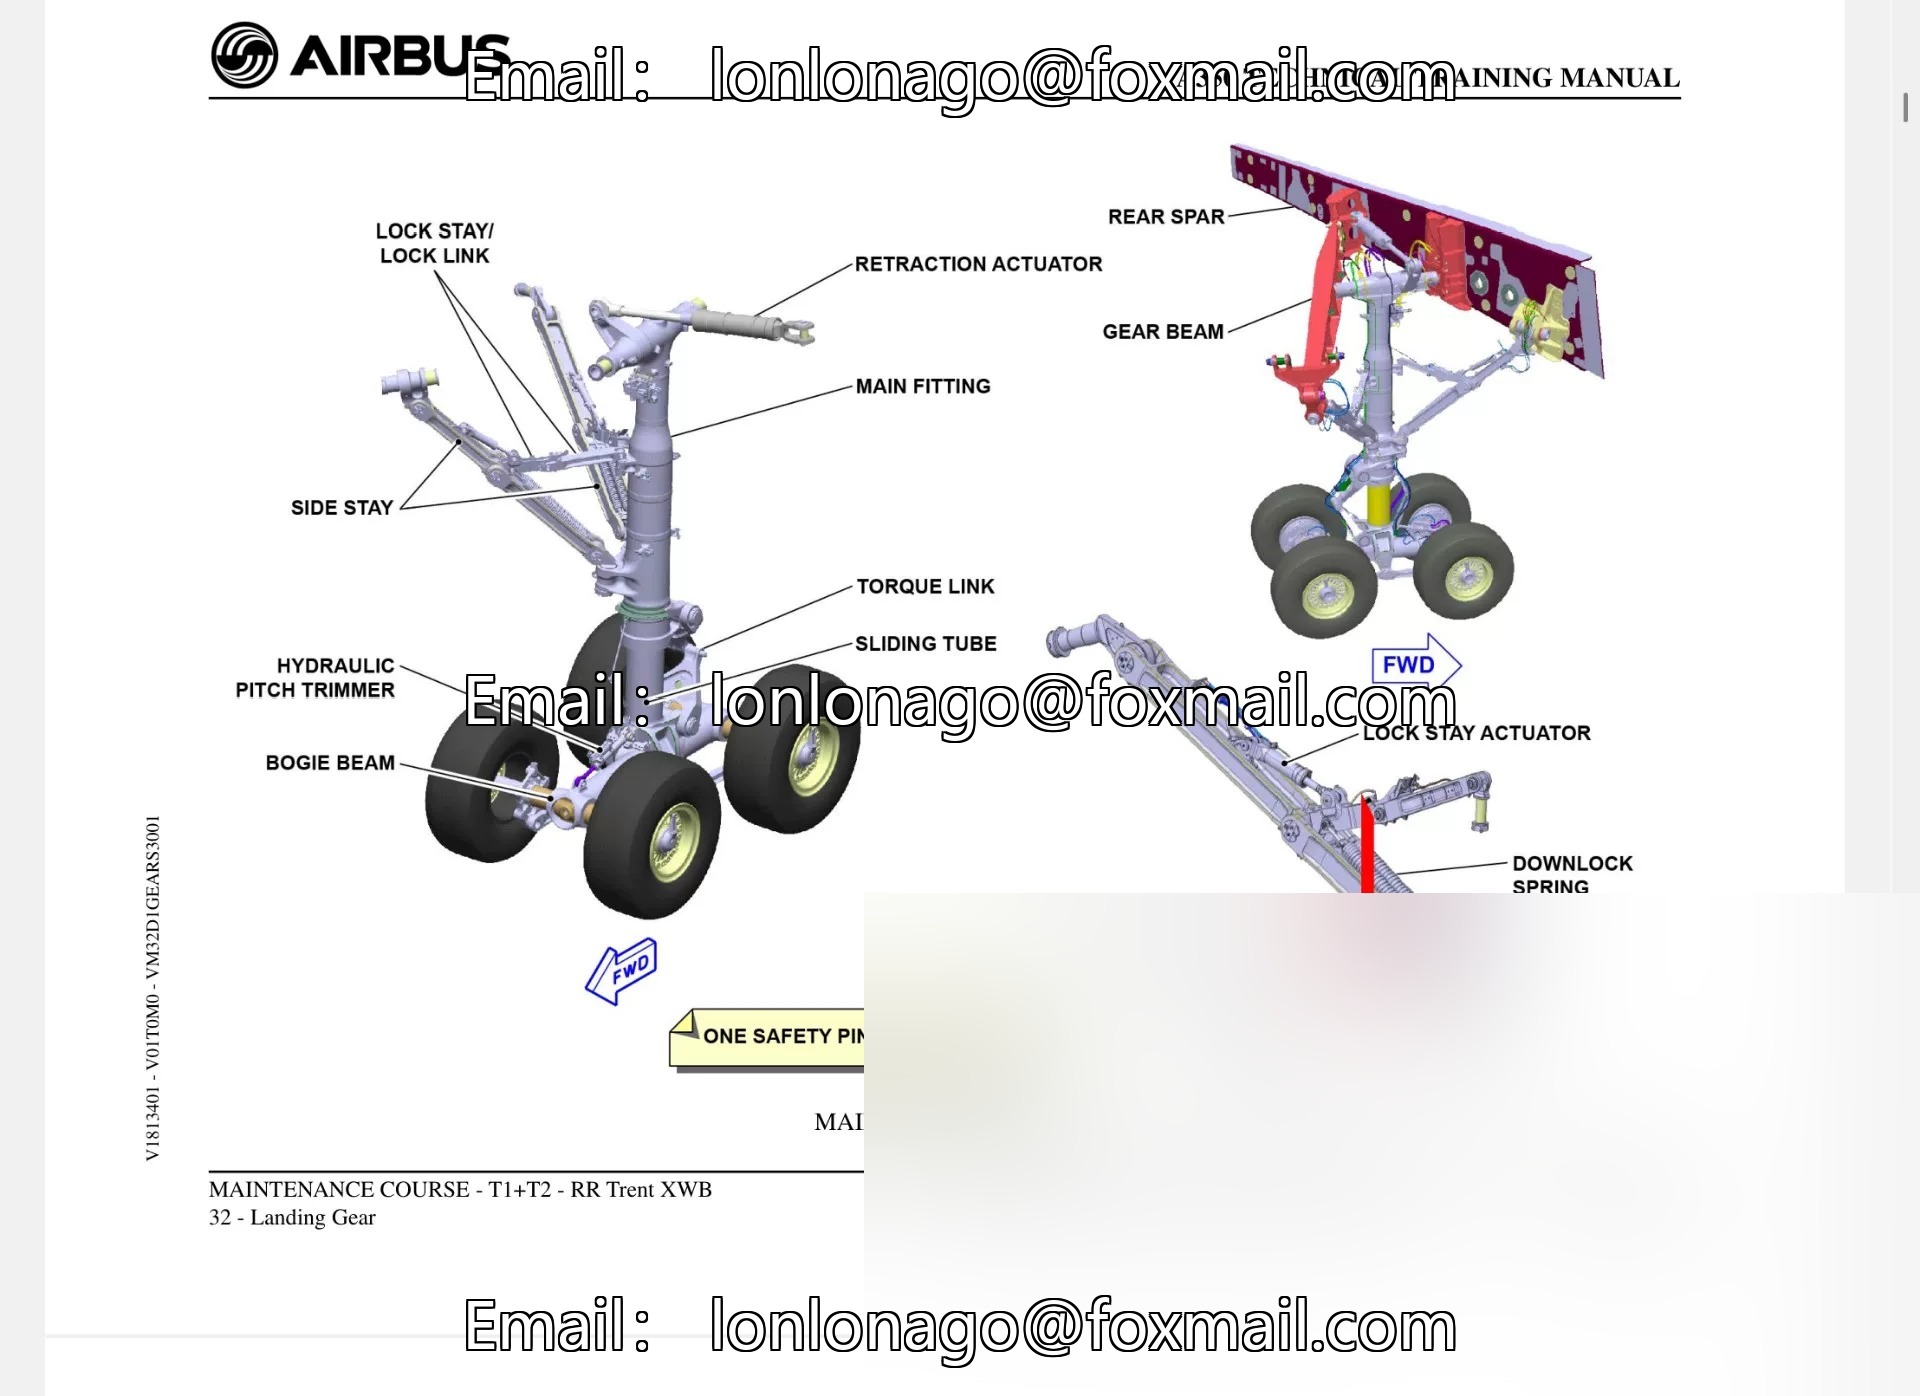 AIRBUS
Email： lonlonago@foxmail.com
TECHNICAL TRAINING MANUAL
LOCK STAY/
LOCK LINK
RETRACTION ACTUATOR
MAIN FITTING
SIDE STAY
TORQUE LINK
SLIDING TUBE
HYDRAULIC
PITCH TRIMMER
BOGIE BEAM
FWD
REAR SPAR
GEAR BEAM
FWD
Email： lonlonago@foxmail.com
LOCK STAY ACTUATOR
DOWNLOCK
SPRING
ONE SAFETY PIN
V1813401 - V01T0M0 - VM32D1GEARS3001
MAINTENANCE COURSE - T1+T2 - RR Trent XWB
32 - Landing Gear
Email： lonlonago@foxmail.com